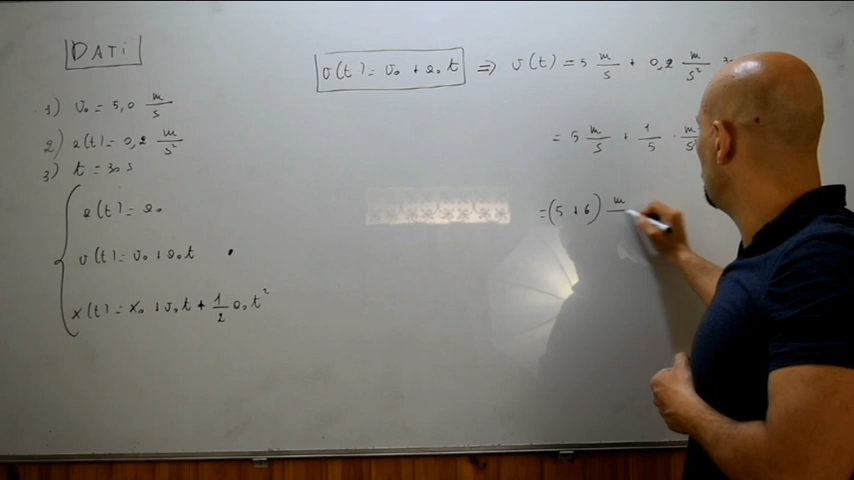 DATi
1) v₀ = 5,0 m/s
2) a(t) = 0,2 m/s²
3) t = 30 s
a(t) = a₀
v(t) = v₀ + a₀t
x(t) = x₀ + v₀t + 1/2 a₀t²
v(t) = v₀ + a₀t ⇒ v(t) = 5 m/s + 0,2 m/s²
= 5 m/s + 1/5 · m/s²
= (5 + 6) m